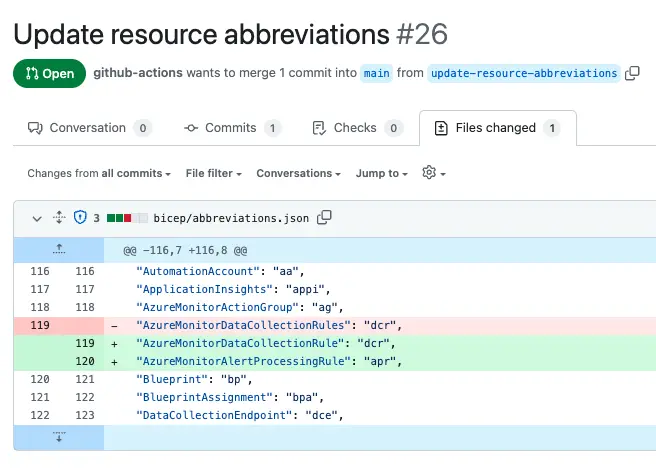 Update resource abbreviations #26
Open github-actions wants to merge 1 commit into main from update-resource-abbreviations
Conversation 0 Commits 1 Checks 0 Files changed 1
Changes from all commits File filter Conversations Jump to
3 bicep/abbreviations.json
@@ -116,7 +116,8 @@
116 116 "AutomationAccount": "aa",
117 117 "ApplicationInsights": "appi",
118 118 "AzureMonitorActionGroup": "ag",
119 - "AzureMonitorDataCollectionRules": "dcr",
119 + "AzureMonitorDataCollectionRule": "dcr",
120 + "AzureMonitorAlertProcessingRule": "apr",
120 121 "Blueprint": "bp",
121 122 "BlueprintAssignment": "bpa",
122 123 "DataCollectionEndpoint": "dce",